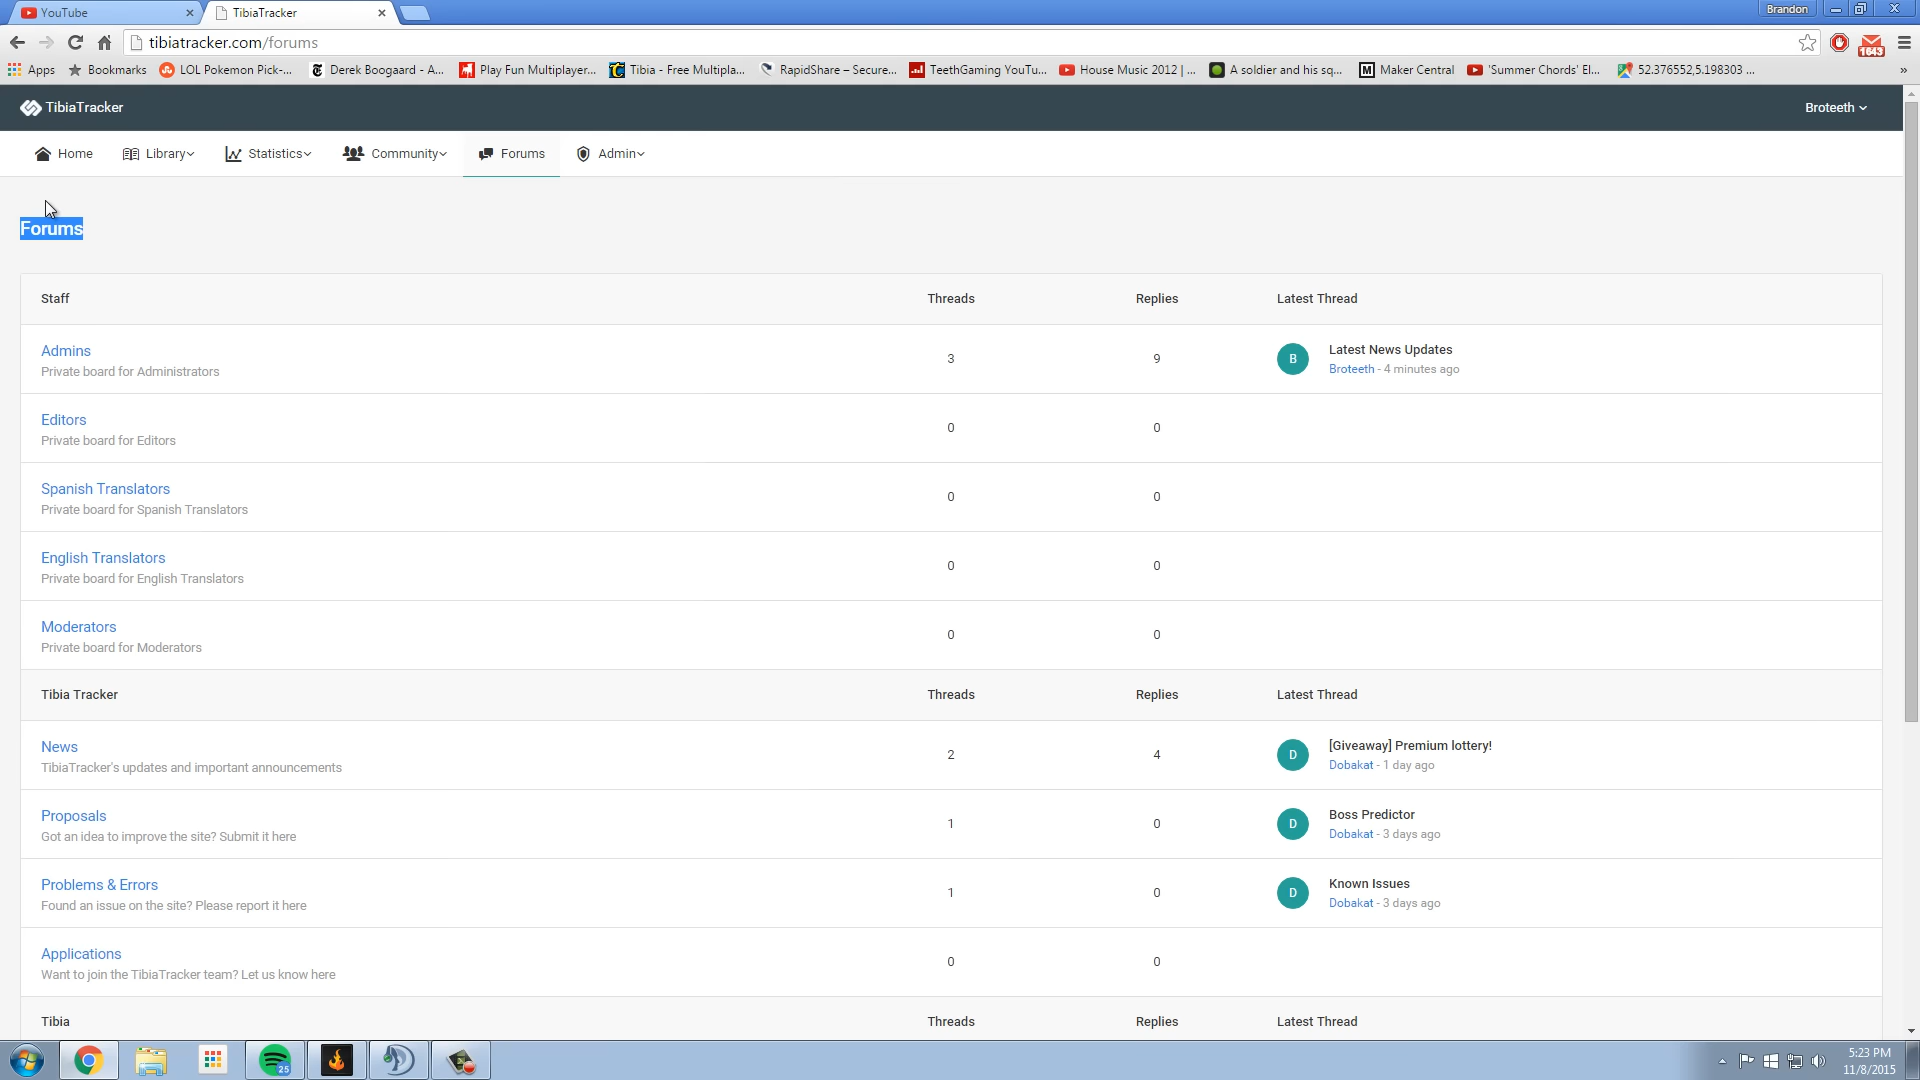 YouTube
TibiaTracker
Brandon
tibiatracker.com/forums
1643
Apps
Bookmarks
LOL Pokemon Pick-...
Derek Boogaard - A...
Play Fun Multiplayer...
Tibia - Free Multipla...
RapidShare – Secure...
TeethGaming YouTu...
House Music 2012 | ...
A soldier and his sq...
Maker Central
'Summer Chords' El...
52.376552,5.198303 ...
»
TibiaTracker
Broteeth
Home
Library
Statistics
Community
Forums
Admin
Forums
Staff Threads Replies Latest Thread
Admins
Private board for Administrators
3 9
B
Latest News Updates
Broteeth - 4 minutes ago
Editors
Private board for Editors
0 0
Spanish Translators
Private board for Spanish Translators
0 0
English Translators
Private board for English Translators
0 0
Moderators
Private board for Moderators
0 0
Tibia Tracker Threads Replies Latest Thread
News
TibiaTracker's updates and important announcements
2 4
D
[Giveaway] Premium lottery!
Dobakat - 1 day ago
Proposals
Got an idea to improve the site? Submit it here
1 0
D
Boss Predictor
Dobakat - 3 days ago
Problems & Errors
Found an issue on the site? Please report it here
1 0
D
Known Issues
Dobakat - 3 days ago
Applications
Want to join the TibiaTracker team? Let us know here
0 0
Tibia Threads Replies Latest Thread
25
5:23 PM
11/8/2015